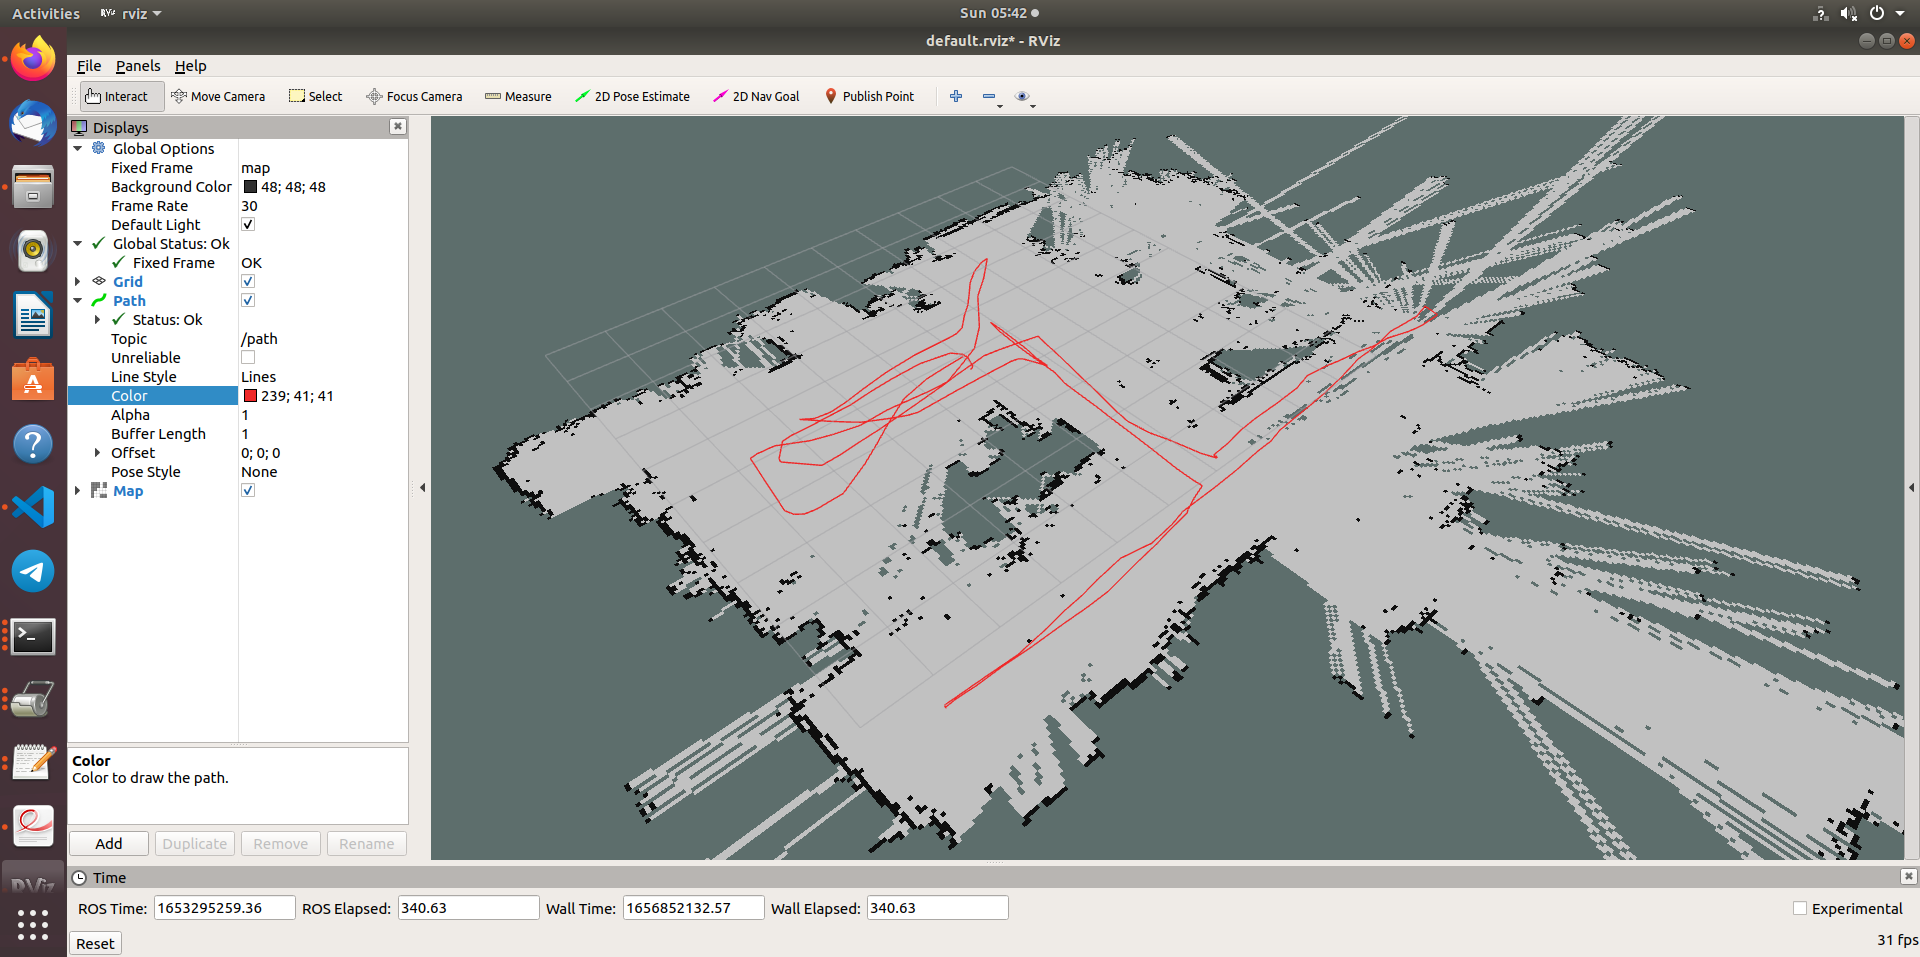 Activities RViz rviz Sun 05:42
default.rviz* - RViz
File Panels Help
Interact Move Camera Select Focus Camera Measure 2D Pose Estimate 2D Nav Goal Publish Point
Displays
Global Options
Fixed Frame map
Background Color 48; 48; 48
Frame Rate 30
Default Light
Global Status: Ok
Fixed Frame OK
Grid
Path
Status: Ok
Topic /path
Unreliable
Line Style Lines
Color 239; 41; 41
Alpha 1
Buffer Length 1
Offset 0; 0; 0
Pose Style None
Map
Color
Color to draw the path.
Add Duplicate Remove Rename
RViz
Time
ROS Time: 1653295259.36 ROS Elapsed: 340.63 Wall Time: 1656852132.57 Wall Elapsed: 340.63 Experimental
Reset 31 fps